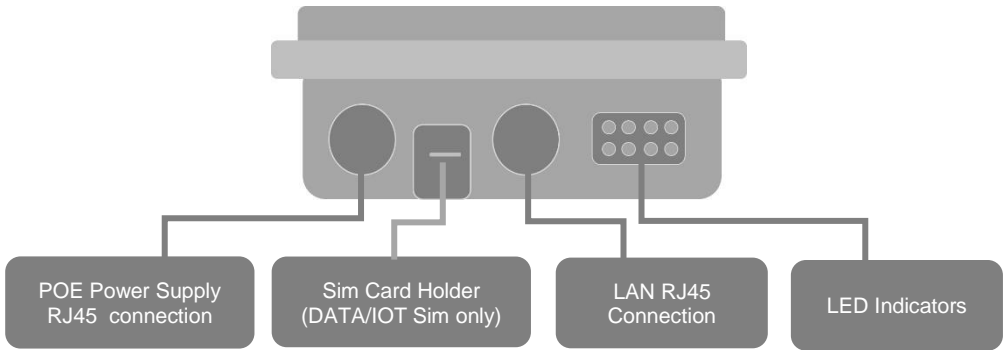 POE Power Supply
RJ45 connection
Sim Card Holder
(DATA/IOT Sim only)
LAN RJ45
Connection
LED Indicators